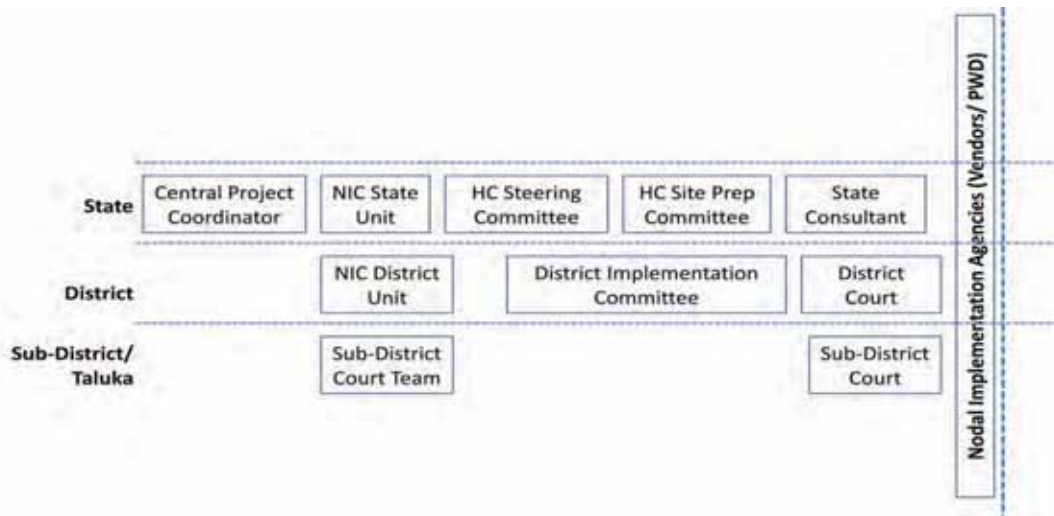 State
Central Project
Coordinator
NIC State
Unit
HC Steering
Committee
HC Site Prep
Committee
State
Consultant
District
NIC District
Unit
District Implementation
Committee
District
Court
Sub-District/
Taluka
Sub-District
Court Team
Sub-District
Court
Nodal Implementation Agencies (Vendors/ PWD)